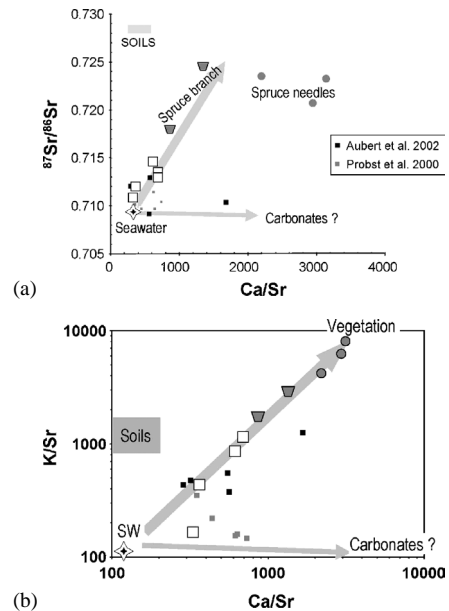 0.730
SOILS
0.725
0.720
0.715
0.710
0.705
87Sr/86Sr
Spruce branch
Spruce needles
Aubert et al. 2002
Probst et al. 2000
Seawater
Carbonates ?
0 1000 2000 3000 4000
(a)
Ca/Sr
10000
Vegetation
K/Sr
1000
Soils
SW
Carbonates ?
100
100 1000 10000
(b)
Ca/Sr